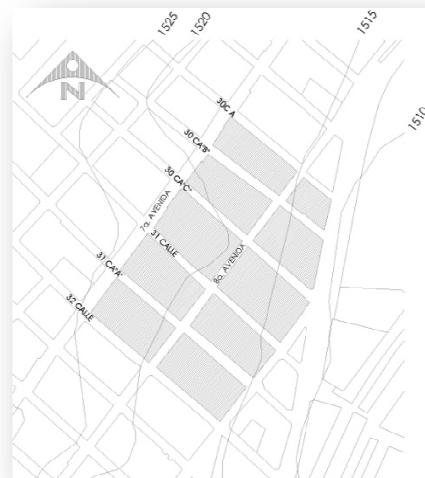 1525
1520
1515
1510
N
30C A
30 CA"B"
30 CA"C"
7a. AVENIDA
31 CALLE
8a. AVENIDA
31 CA"A"
32 CALLE